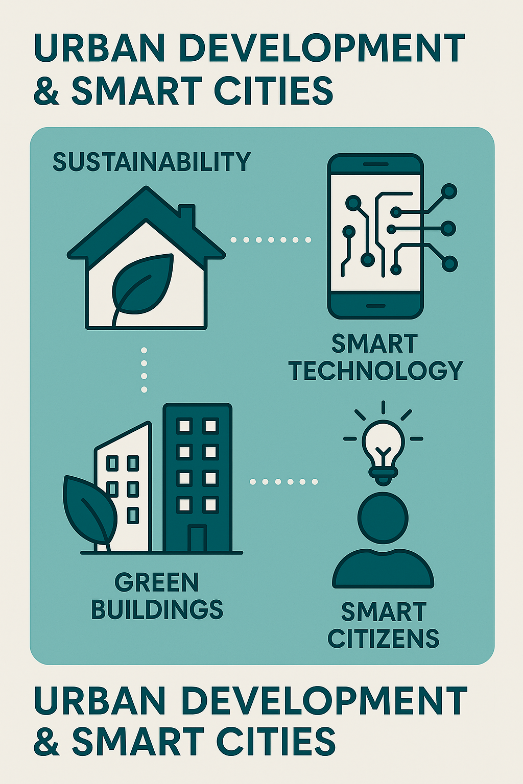 URBAN DEVELOPMENT
& SMART CITIES
SUSTAINABILITY
SMART
TECHNOLOGY
GREEN
BUILDINGS
SMART
CITIZENS
URBAN DEVELOPMENT
& SMART CITIES